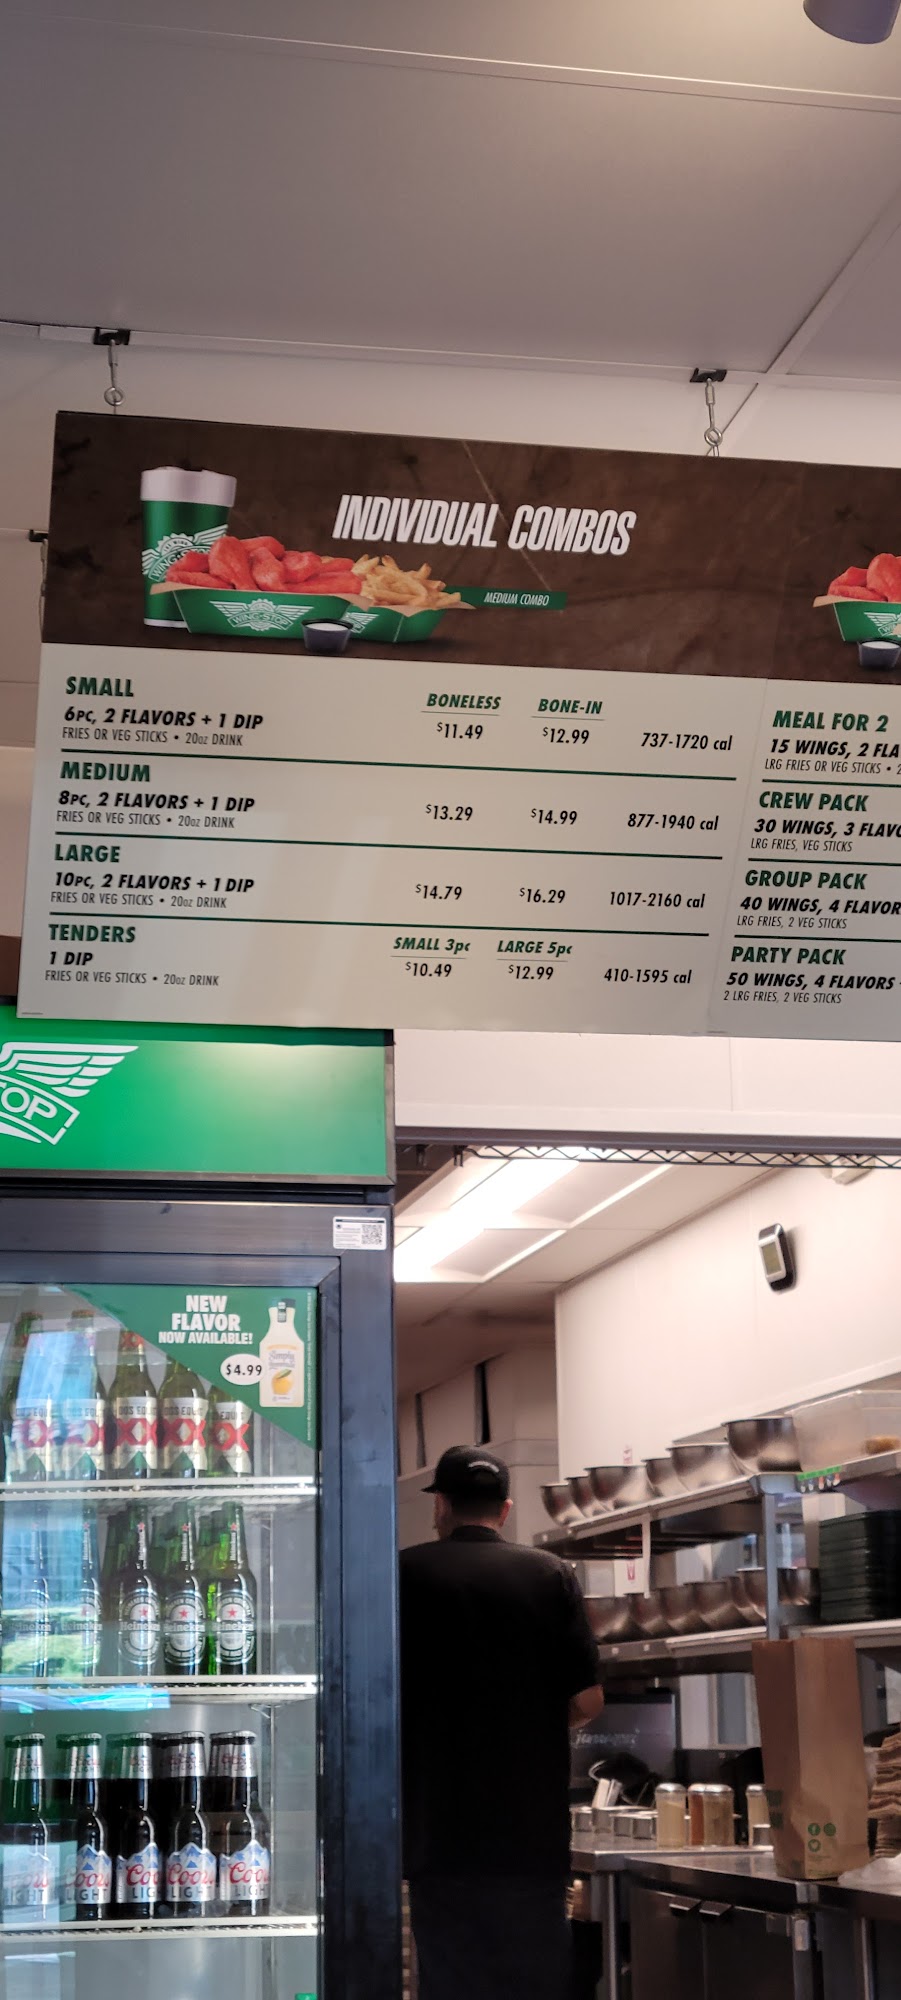 INDIVIDUAL COMBOS
WINGSTOP
MEDIUM COMBO
SMALL
6PC, 2 FLAVORS + 1 DIP
FRIES OR VEG STICKS • 20oz DRINK
BONELESS BONE-IN
$11.49 $12.99 737-1720 cal
MEDIUM
8PC, 2 FLAVORS + 1 DIP
FRIES OR VEG STICKS • 20oz DRINK
$13.29 $14.99 877-1940 cal
LARGE
10PC, 2 FLAVORS + 1 DIP
FRIES OR VEG STICKS • 20oz DRINK
$14.79 $16.29 1017-2160 cal
TENDERS
1 DIP
FRIES OR VEG STICKS • 20oz DRINK
SMALL 3pc LARGE 5pc
$10.49 $12.99 410-1595 cal
MEAL FOR 2
15 WINGS, 2 FLA
LRG FRIES OR VEG STICKS • 2
CREW PACK
30 WINGS, 3 FLAVO
LRG FRIES, VEG STICKS
GROUP PACK
40 WINGS, 4 FLAVOR
LRG FRIES, 2 VEG STICKS
PARTY PACK
50 WINGS, 4 FLAVORS
2 LRG FRIES, 2 VEG STICKS
OP
NEW
FLAVOR
NOW AVAILABLE!
$4.99
Simply
DOS EQUIS
XX
Heineken
Coors
LIGHT